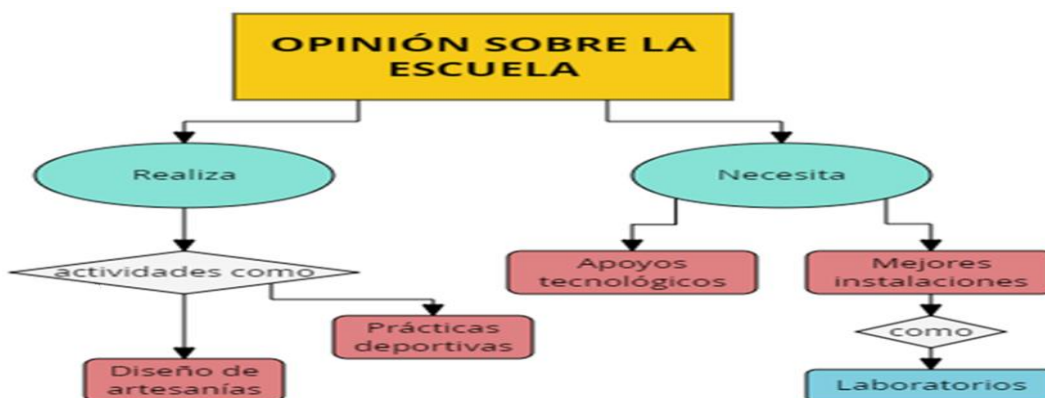 OPINIÓN SOBRE LA
ESCUELA
Realiza
Necesita
actividades como
Apoyos
tecnológicos
Mejores
instalaciones
Prácticas
deportivas
como
Diseño de
artesanías
Laboratorios